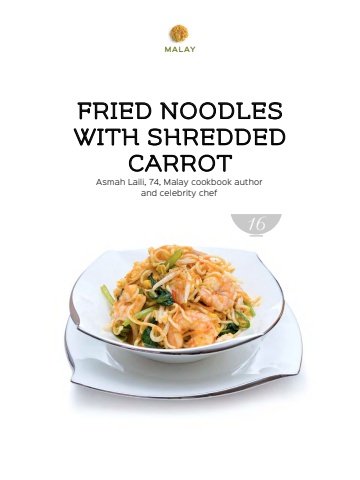 MALAY
FRIED NOODLES
WITH SHREDDED
CARROT
Asmah Laili, 74, Malay cookbook author
and celebrity chef
16